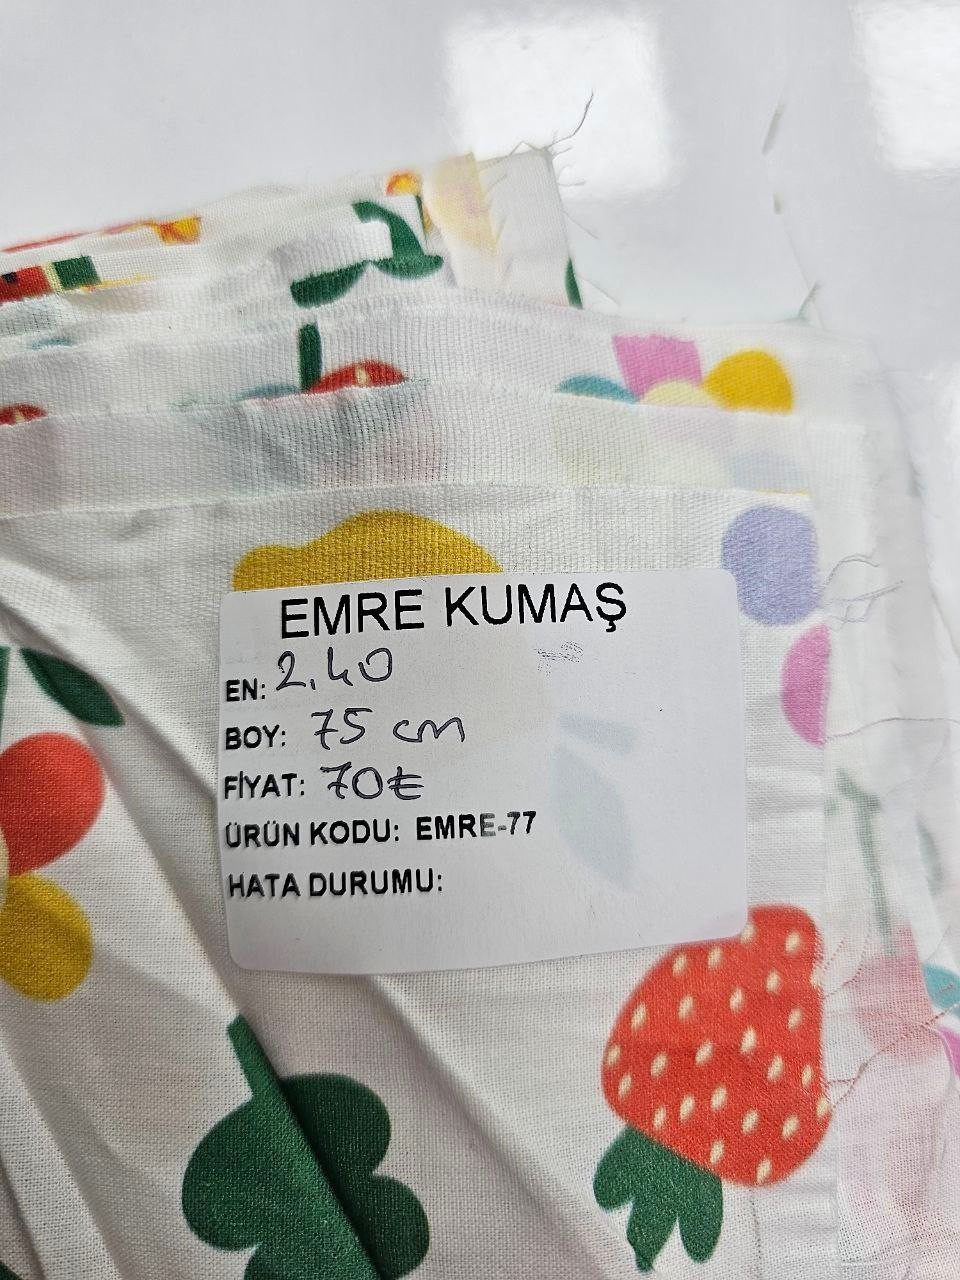 EMRE KUMAŞ
EN: 2.40
BOY: 75 cm
FİYAT: 70₺
ÜRÜN KODU: EMRE-77
HATA DURUMU: